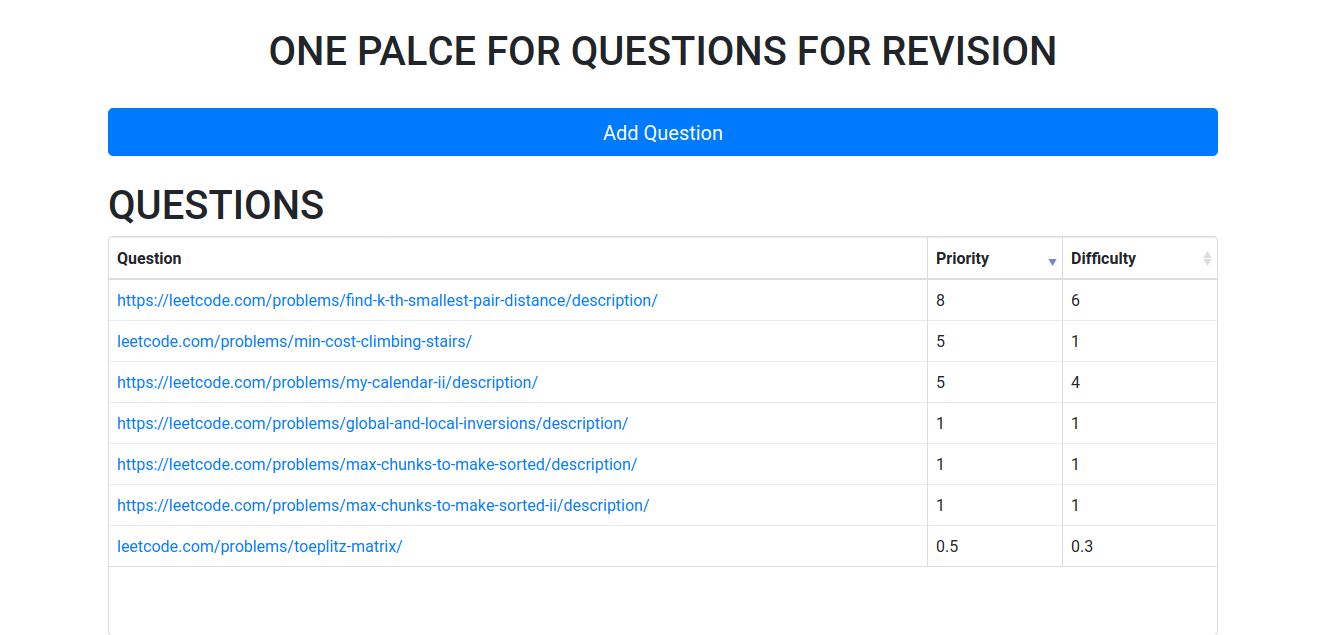 ONE PALCE FOR QUESTIONS FOR REVISION
Add Question
QUESTIONS
Question Priority Difficulty
https://leetcode.com/problems/find-k-th-smallest-pair-distance/description/ 8 6
leetcode.com/problems/min-cost-climbing-stairs/ 5 1
https://leetcode.com/problems/my-calendar-ii/description/ 5 4
https://leetcode.com/problems/global-and-local-inversions/description/ 1 1
https://leetcode.com/problems/max-chunks-to-make-sorted/description/ 1 1
https://leetcode.com/problems/max-chunks-to-make-sorted-ii/description/ 1 1
leetcode.com/problems/toeplitz-matrix/ 0.5 0.3